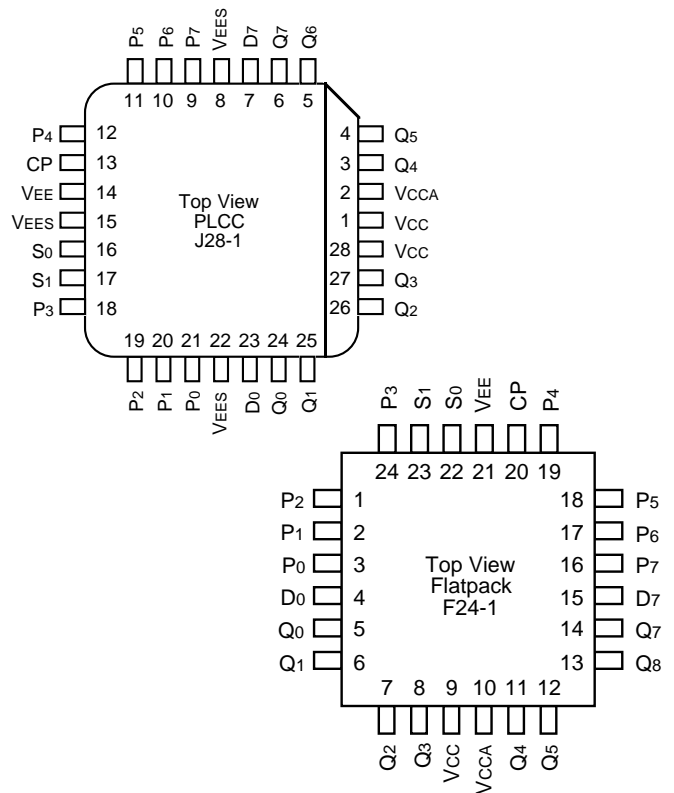 P5 P6 P7 VEES D7 Q7 Q6
11 10 9 8 7 6 5
P4 12 4 Q5
CP 13 3 Q4
VEE 14 2 VCCA
VEES 15 1 VCC
S0 16 28 VCC
S1 17 27 Q3
P3 18 26 Q2
Top View
PLCC
J28-1
19 20 21 22 23 24 25
P2 P1 P0 VEES D0 Q0 Q1
P3 S1 S0 VEE CP P4
24 23 22 21 20 19
P2 1 18 P5
P1 2 17 P6
P0 3 16 P7
D0 4 15 D7
Q0 5 14 Q7
Q1 6 13 Q8
Top View
Flatpack
F24-1
7 8 9 10 11 12
Q2 Q3 VCC VCCA Q4 Q5